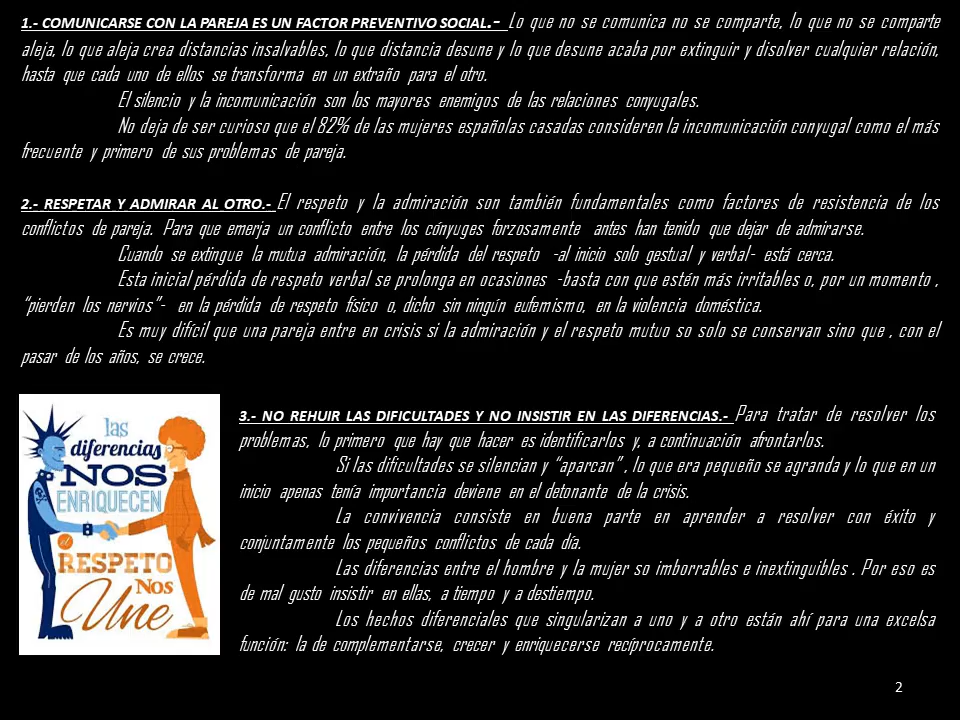 1.- COMUNICARSE CON LA PAREJA ES UN FACTOR PREVENTIVO SOCIAL.- Lo que no se comunica no se comparte, lo que no se comparte
aleja, lo que aleja crea distancias insalvables, lo que distancia desune y lo que desune acaba por extinguir y disolver cualquier relación,
hasta que cada uno de ellos se transforma en un extraño para el otro.
El silencio y la incomunicación son los mayores enemigos de las relaciones conyugales.
No deja de ser curioso que el 82% de las mujeres españolas casadas consideren la incomunicación conyugal como el más
frecuente y primero de sus problemas de pareja.
2.- RESPETAR Y ADMIRAR AL OTRO.- El respeto y la admiración son también fundamentales como factores de resistencia de los
conflictos de pareja. Para que emerja un conflicto entre los cónyuges forzosamente antes han tenido que dejar de admirarse.
Cuando se extingue la mutua admiración, la pérdida del respeto -al inicio solo gestual y verbal- está cerca.
Esta inicial pérdida de respeto verbal se prolonga en ocasiones -basta con que estén más irritables o, por un momento ,
"pierden los nervios"- en la pérdida de respeto físico o, dicho sin ningún eufemismo, en la violencia doméstica.
Es muy difícil que una pareja entre en crisis si la admiración y el respeto mutuo so solo se conservan sino que , con el
pasar de los años, se crece.
las
diferencias
NOS
ENRIQUECEN
el
RESPETO
Nos
Une
3.- NO REHUIR LAS DIFICULTADES Y NO INSISTIR EN LAS DIFERENCIAS.- Para tratar de resolver los
problemas, lo primero que hay que hacer es identificarlos y, a continuación afrontarlos.
Si las dificultades se silencian y "aparcan" , lo que era pequeño se agranda y lo que en un
inicio apenas tenía importancia deviene en el detonante de la crisis.
La convivencia consiste en buena parte en aprender a resolver con éxito y
conjuntamente los pequeños conflictos de cada día.
Las diferencias entre el hombre y la mujer so imborrables e inextinguibles . Por eso es
de mal gusto insistir en ellas, a tiempo y a destiempo.
Los hechos diferenciales que singularizan a uno y a otro están ahí para una excelsa
función: la de complementarse, crecer y enriquecerse recíprocamente.
2